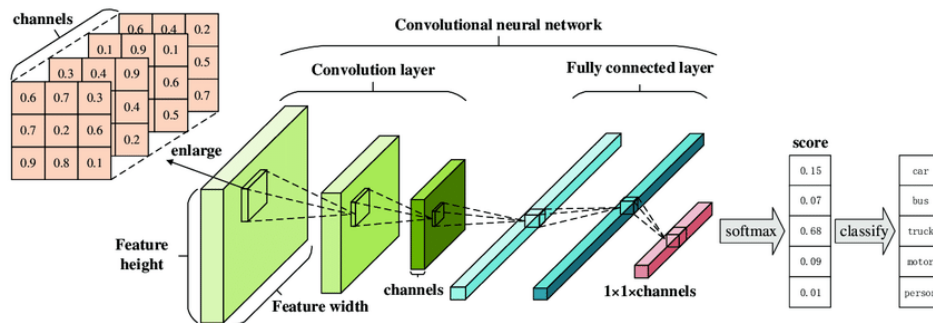 channels
0.6 0.4 0.2
0.1 0.9 0.1
0.5
0.3 0.4 0.9
0.6
0.7
0.6 0.7 0.3
0.4
0.5
0.7 0.2 0.6
0.2
0.9 0.8 0.1
enlarge
Convolutional neural network
Convolution layer
Fully connected layer
Feature
height
Feature width
channels
1×1×channels
softmax
score
0.15
0.07
0.68
0.09
0.01
classify
car
bus
truck
motor
person